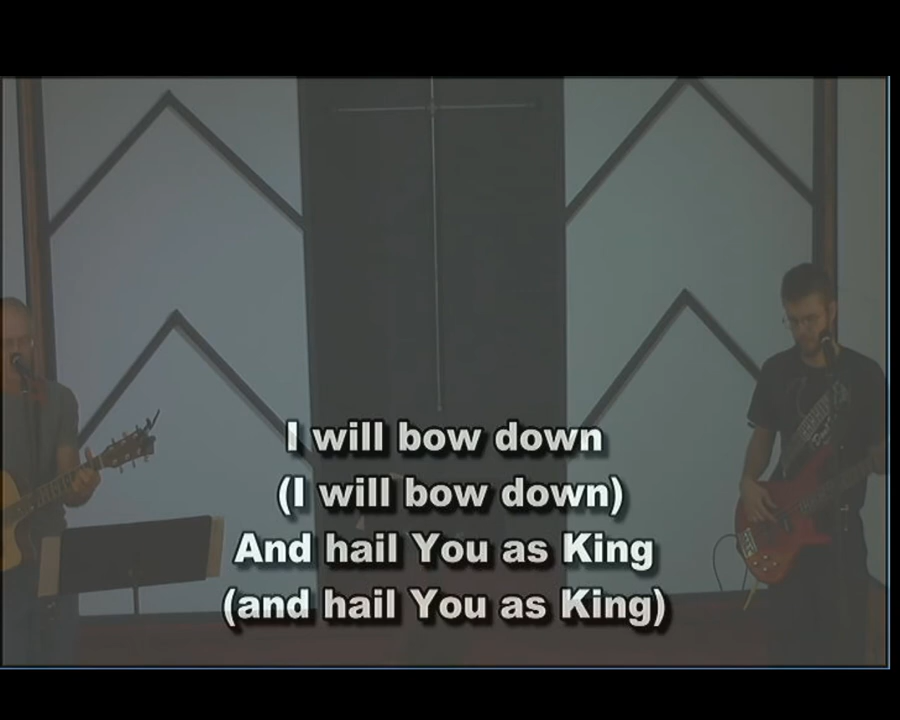 I will bow down
(I will bow down)
And hail You as King
(and hail You as King)